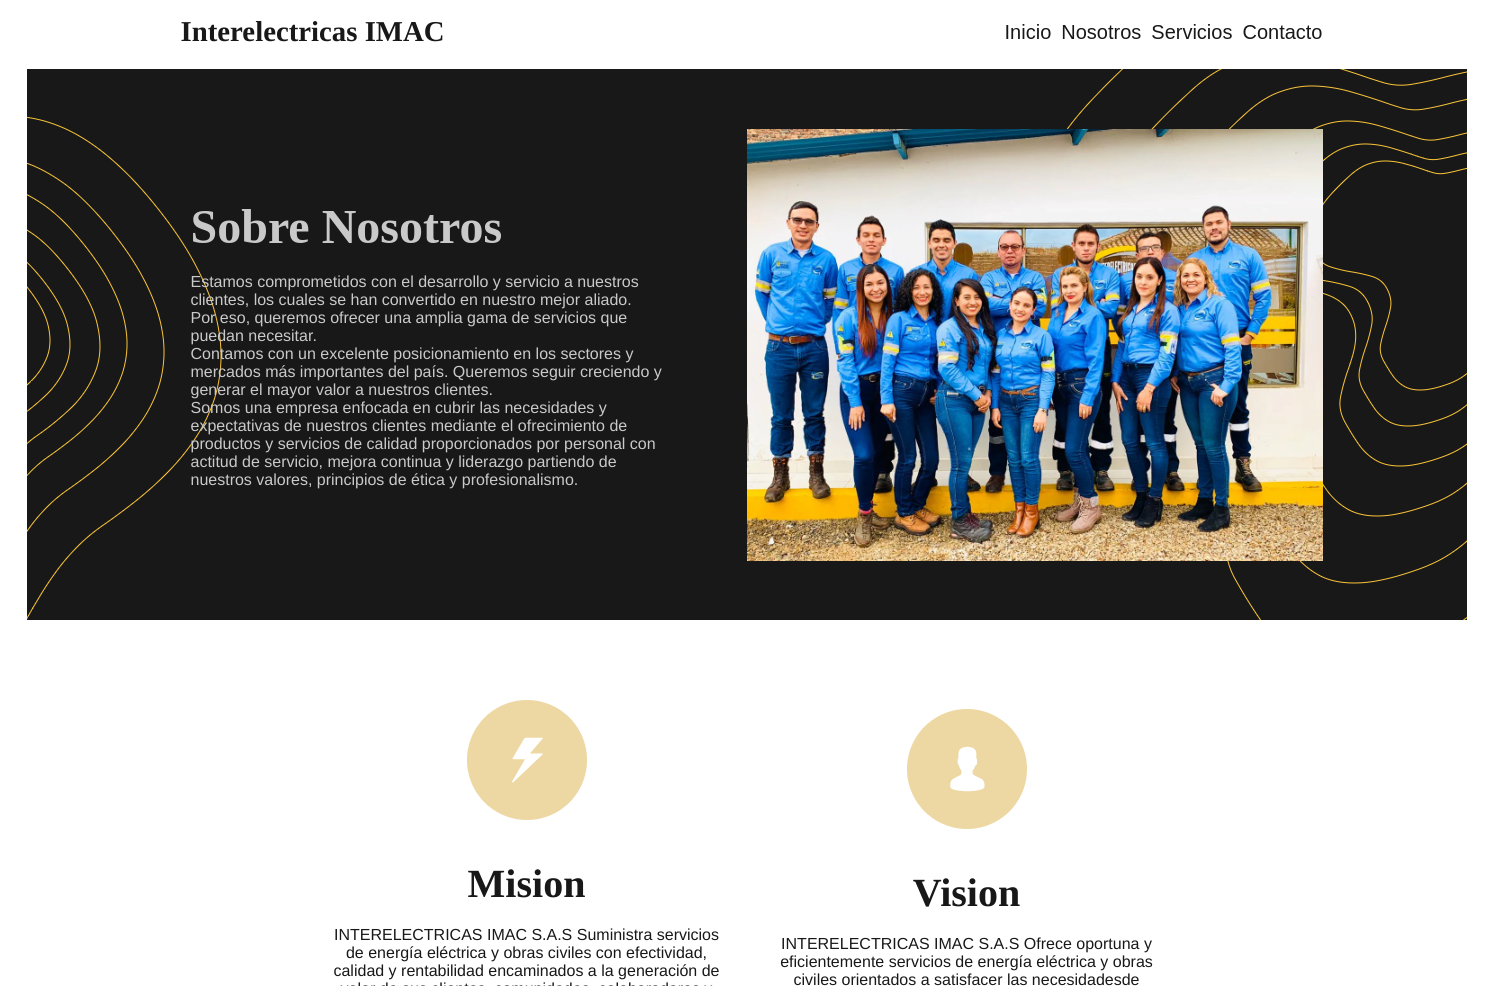 Interelectricas IMAC
Inicio Nosotros Servicios Contacto
Sobre Nosotros
Estamos comprometidos con el desarrollo y servicio a nuestros
clientes, los cuales se han convertido en nuestro mejor aliado.
Por eso, queremos ofrecer una amplia gama de servicios que
puedan necesitar.
Contamos con un excelente posicionamiento en los sectores y
mercados más importantes del país. Queremos seguir creciendo y
generar el mayor valor a nuestros clientes.
Somos una empresa enfocada en cubrir las necesidades y
expectativas de nuestros clientes mediante el ofrecimiento de
productos y servicios de calidad proporcionados por personal con
actitud de servicio, mejora continua y liderazgo partiendo de
nuestros valores, principios de ética y profesionalismo.
Mision
INTERELECTRICAS IMAC S.A.S Suministra servicios
de energía eléctrica y obras civiles con efectividad,
calidad y rentabilidad encaminados a la generación de
valor de sus clientes, comunidades, colaboradores y
Vision
INTERELECTRICAS IMAC S.A.S Ofrece oportuna y
eficientemente servicios de energía eléctrica y obras
civiles orientados a satisfacer las necesidadesde